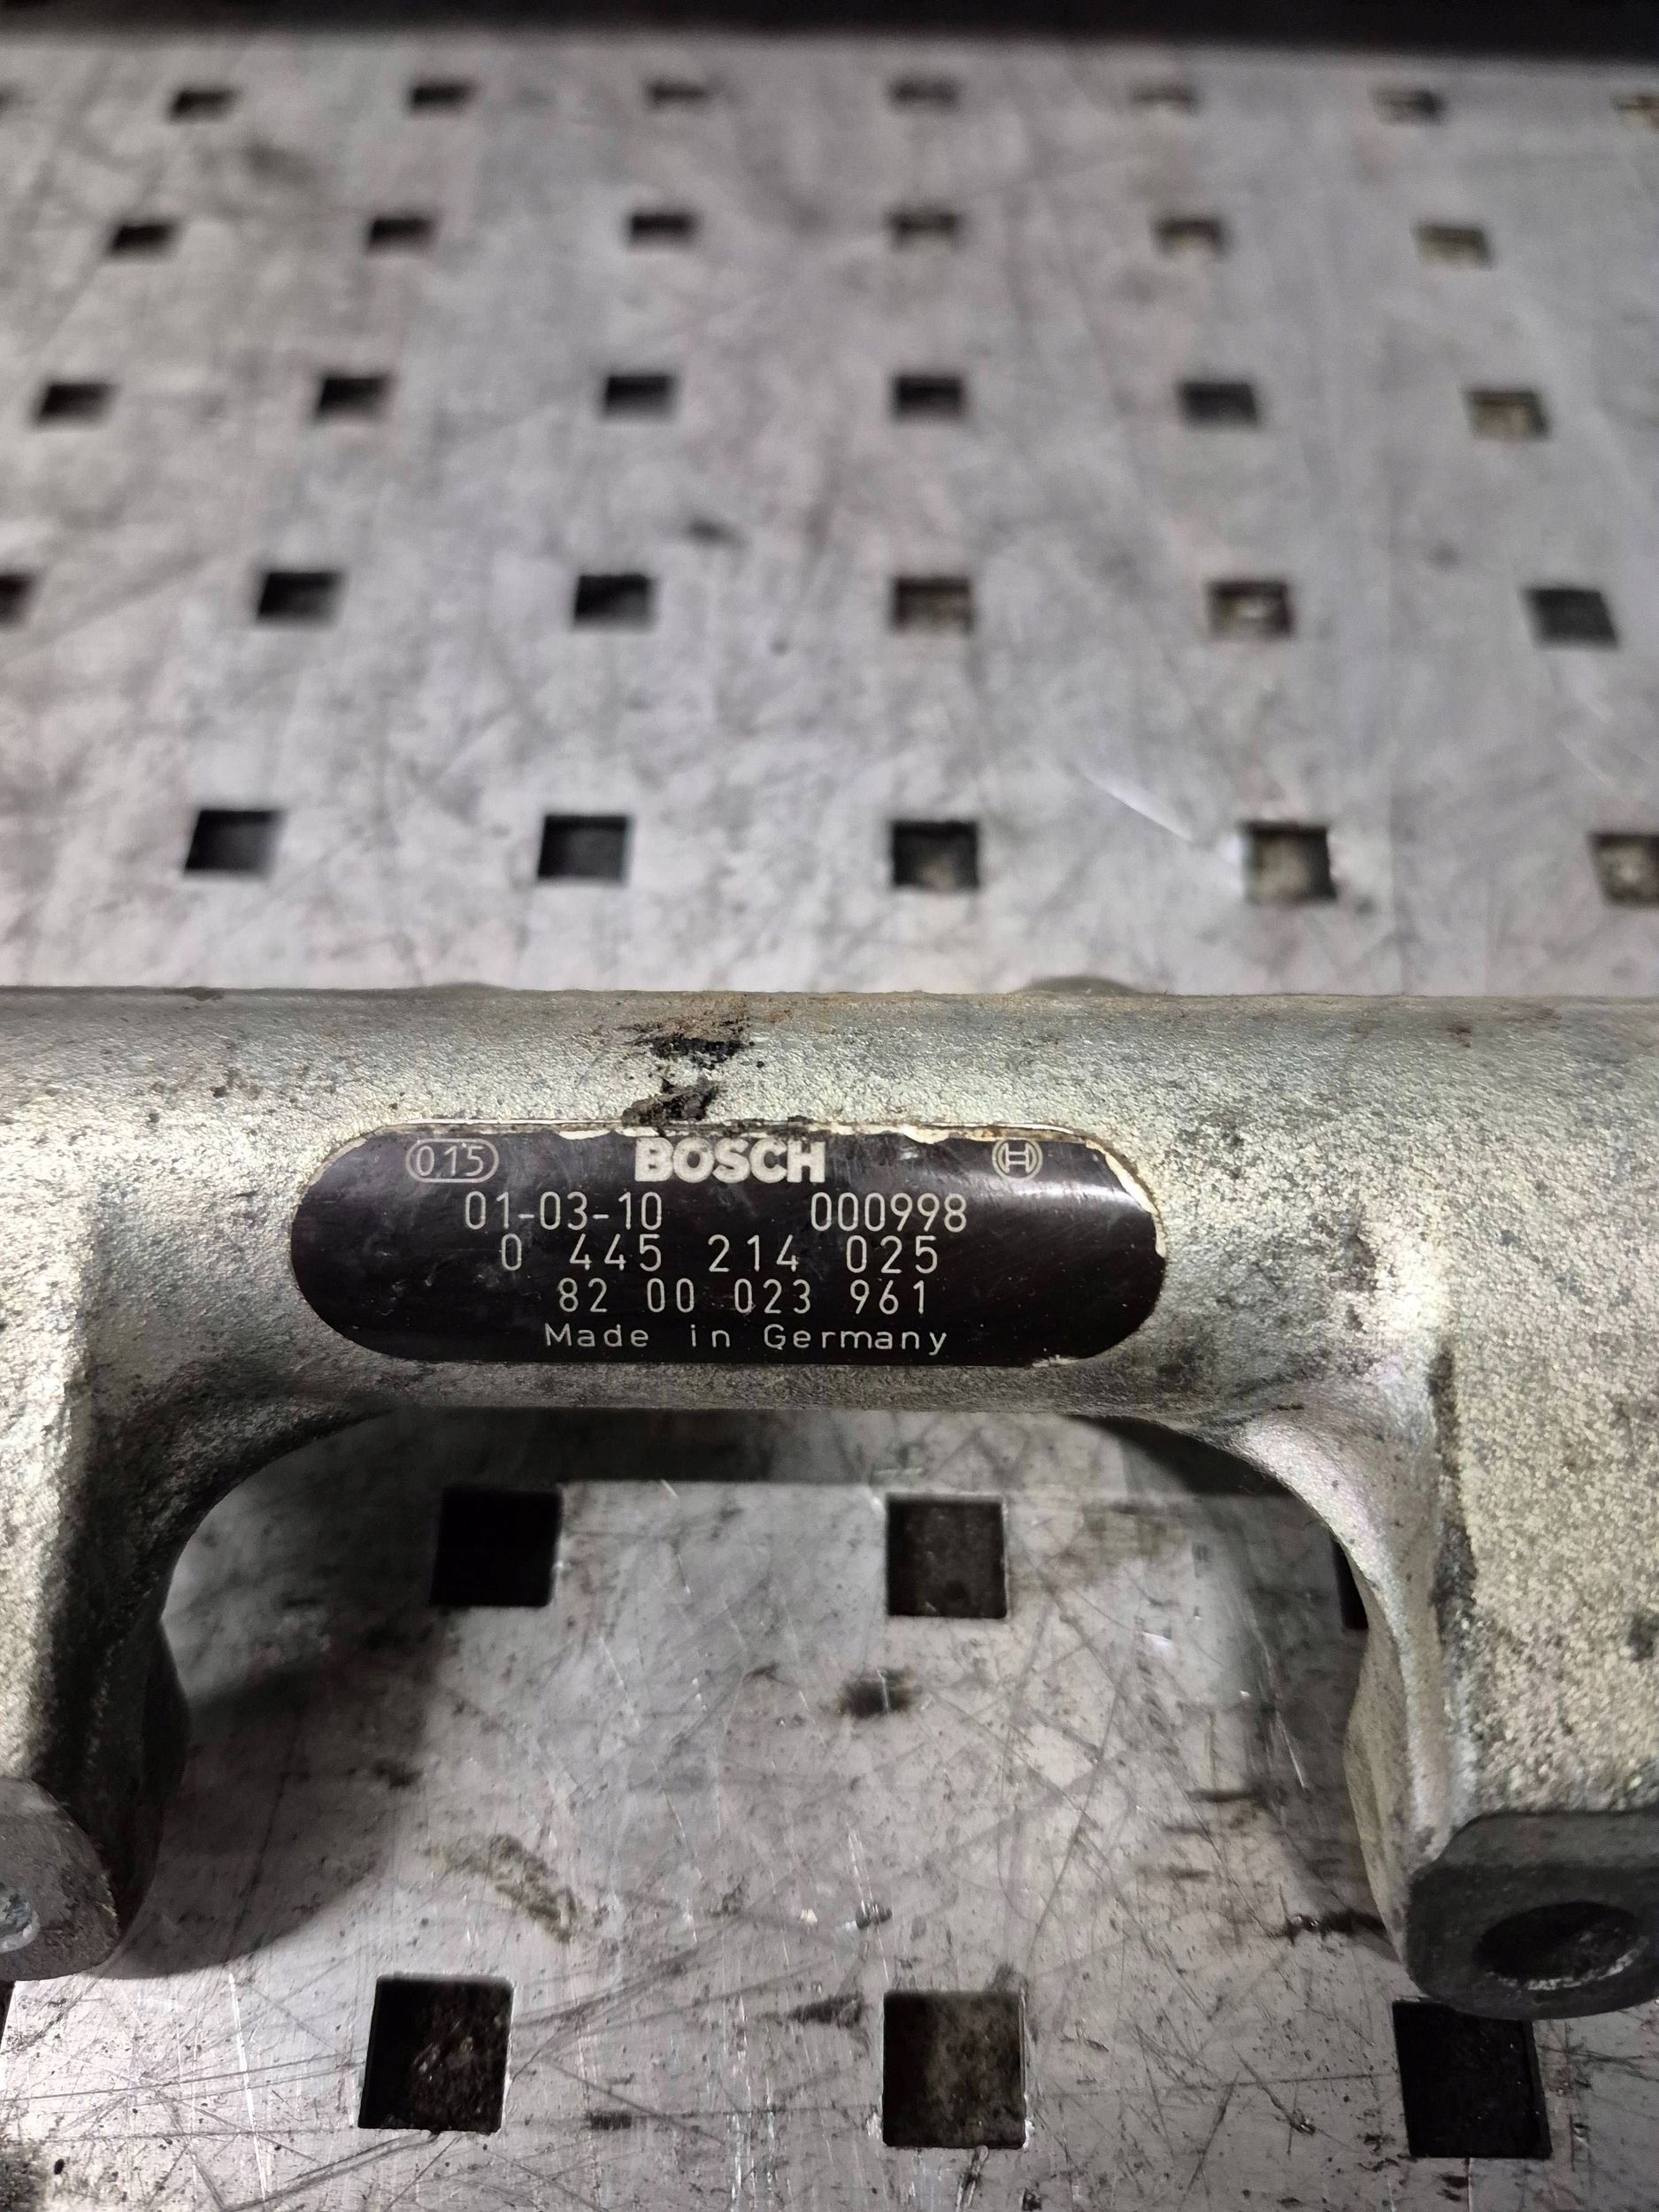 015 BOSCH
01-03-10 000998
0 445 214 025
82 00 023 961
Made in Germany